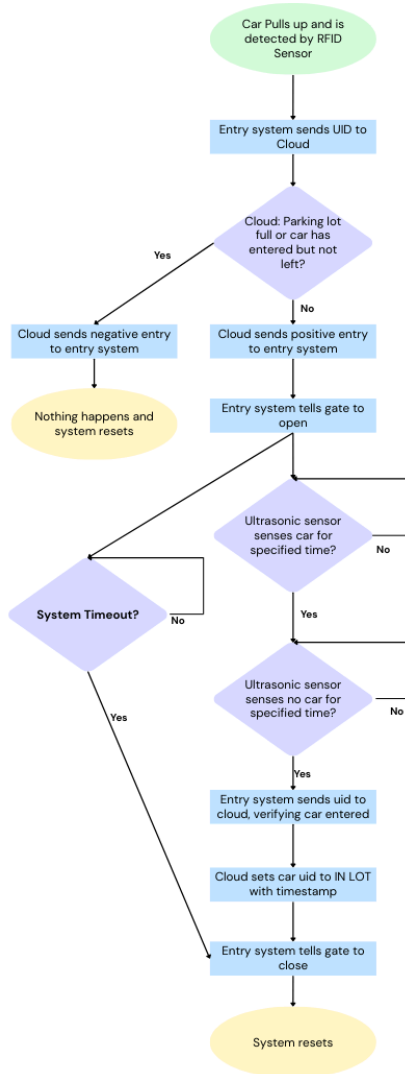 Car Pulls up and is
detected by RFID
Sensor
Entry system sends UID to
Cloud
Cloud: Parking lot
full or car has
entered but not
left?
Yes
No
Cloud sends negative entry
to entry system
Cloud sends positive entry
to entry system
Nothing happens and
system resets
Entry system tells gate to
open
Ultrasonic sensor
senses car for
specified time?
No
System Timeout?
No
Yes
Ultrasonic sensor
senses no car for
specified time?
No
Yes
Yes
Entry system sends uid to
cloud, verifying car entered
Cloud sets car uid to IN LOT
with timestamp
Entry system tells gate to
close
System resets